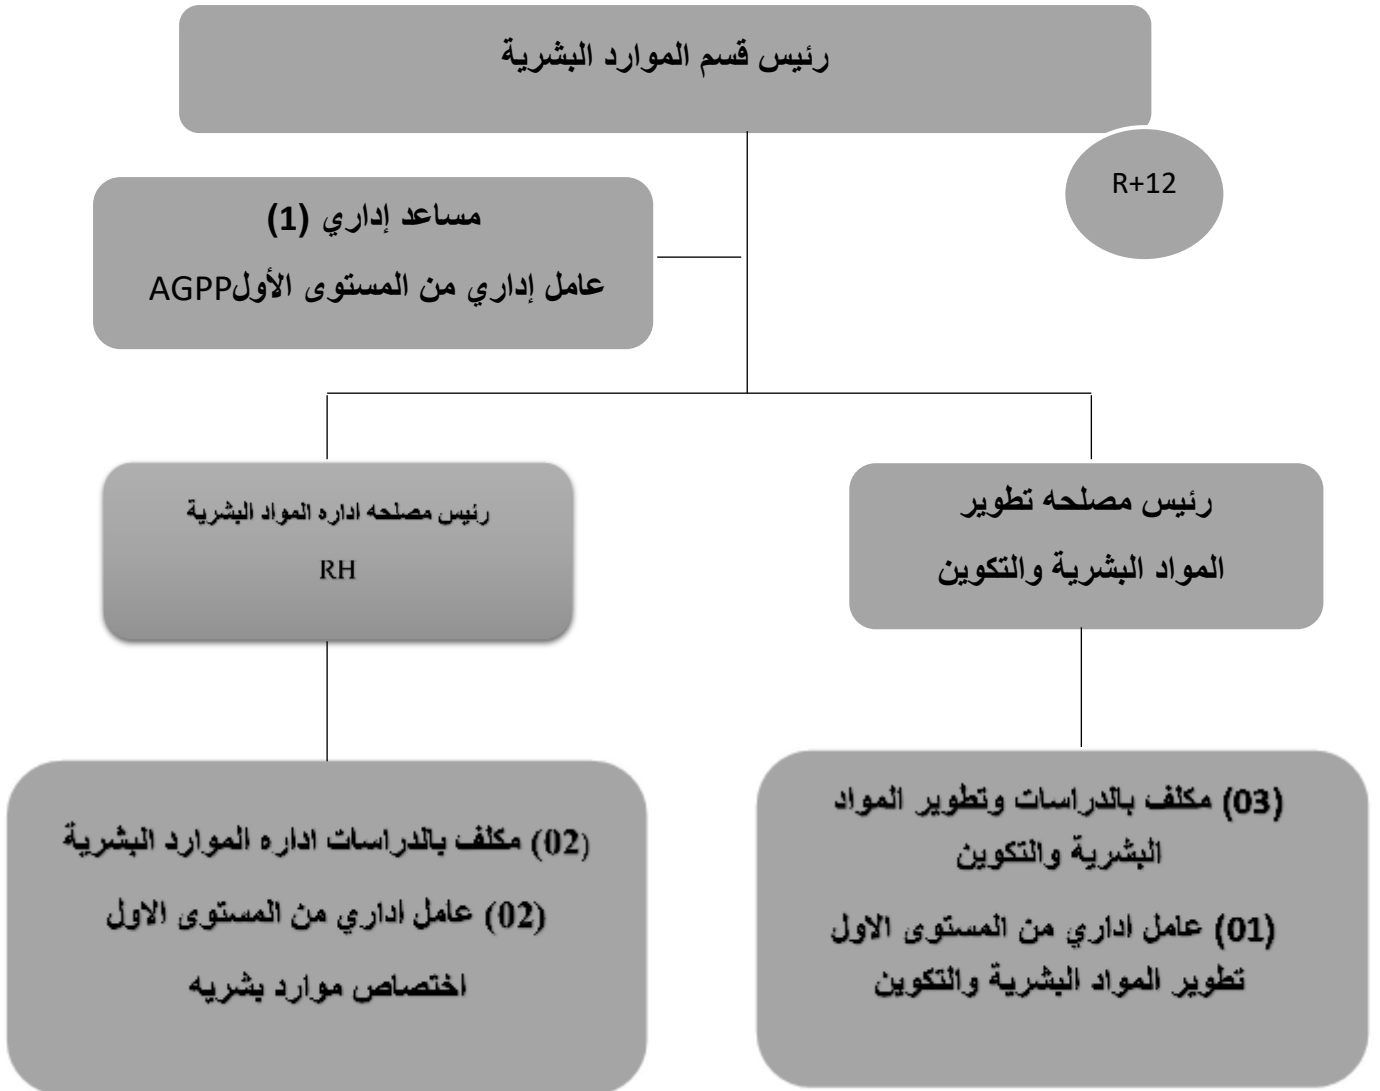 رئيس قسم الموارد البشرية
R+12
مساعد إداري (1)
عامل إداري من المستوى الأولAGPP
رئيس مصلحه تطوير
المواد البشرية والتكوين
رئيس مصلحه اداره المواد البشرية
RH
(03) مكلف بالدراسات وتطوير المواد
البشرية والتكوين
(01) عامل اداري من المستوى الاول
تطوير المواد البشرية والتكوين
(02) مكلف بالدراسات اداره الموارد البشرية
(02) عامل اداري من المستوى الاول
اختصاص موارد بشريه